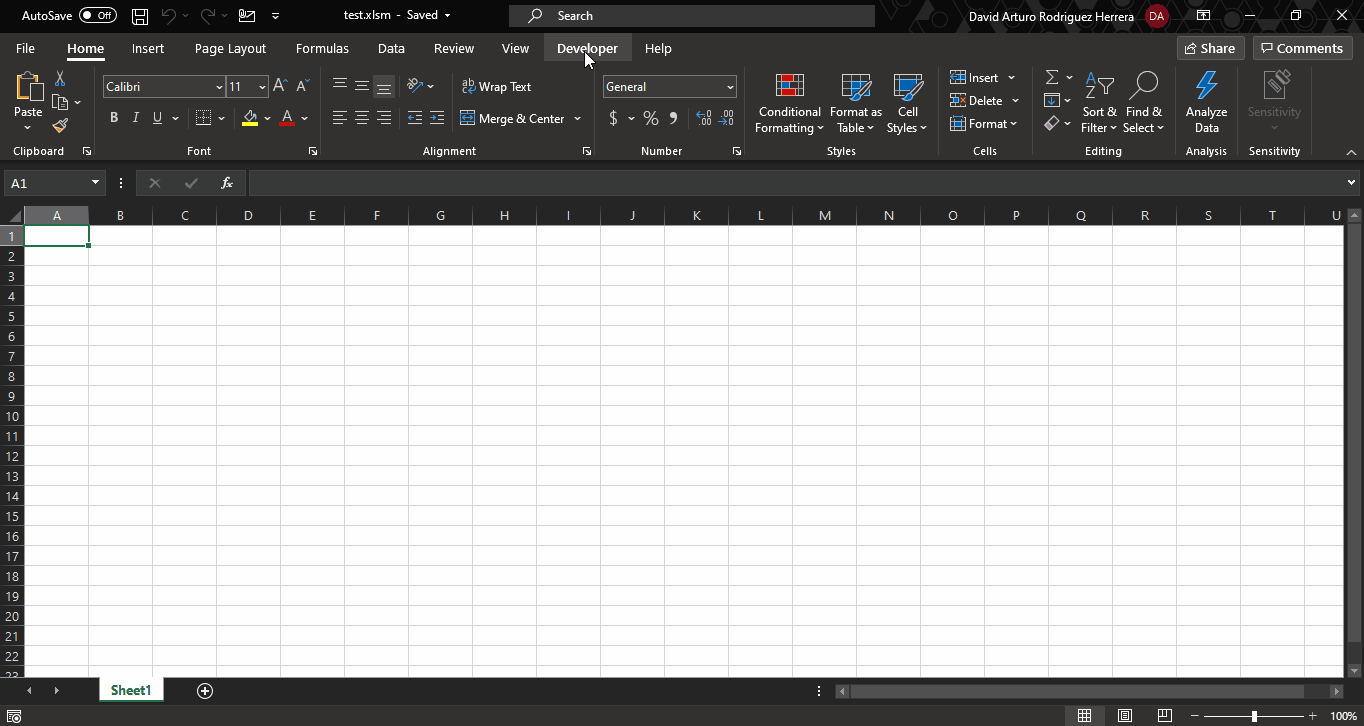 AutoSave Off test.xlsm - Saved Search David Arturo Rodriguez Herrera DA
File Home Insert Page Layout Formulas Data Review View Developer Help Share Comments
Paste
Calibri 11
B I U A
Wrap Text
Merge & Center
General
$ % 9
Conditional Formatting
Format as Table
Cell Styles
Insert
Delete
Format
Sort & Filter
Find & Select
Analyze Data
Sensitivity
Clipboard Font Alignment Number Styles Cells Editing Analysis Sensitivity
A1 fx
A B C D E F G H I J K L M N O P Q R S T U
1
2
3
4
5
6
7
8
9
10
11
12
13
14
15
16
17
18
19
20
21
22
23
Sheet1
100%